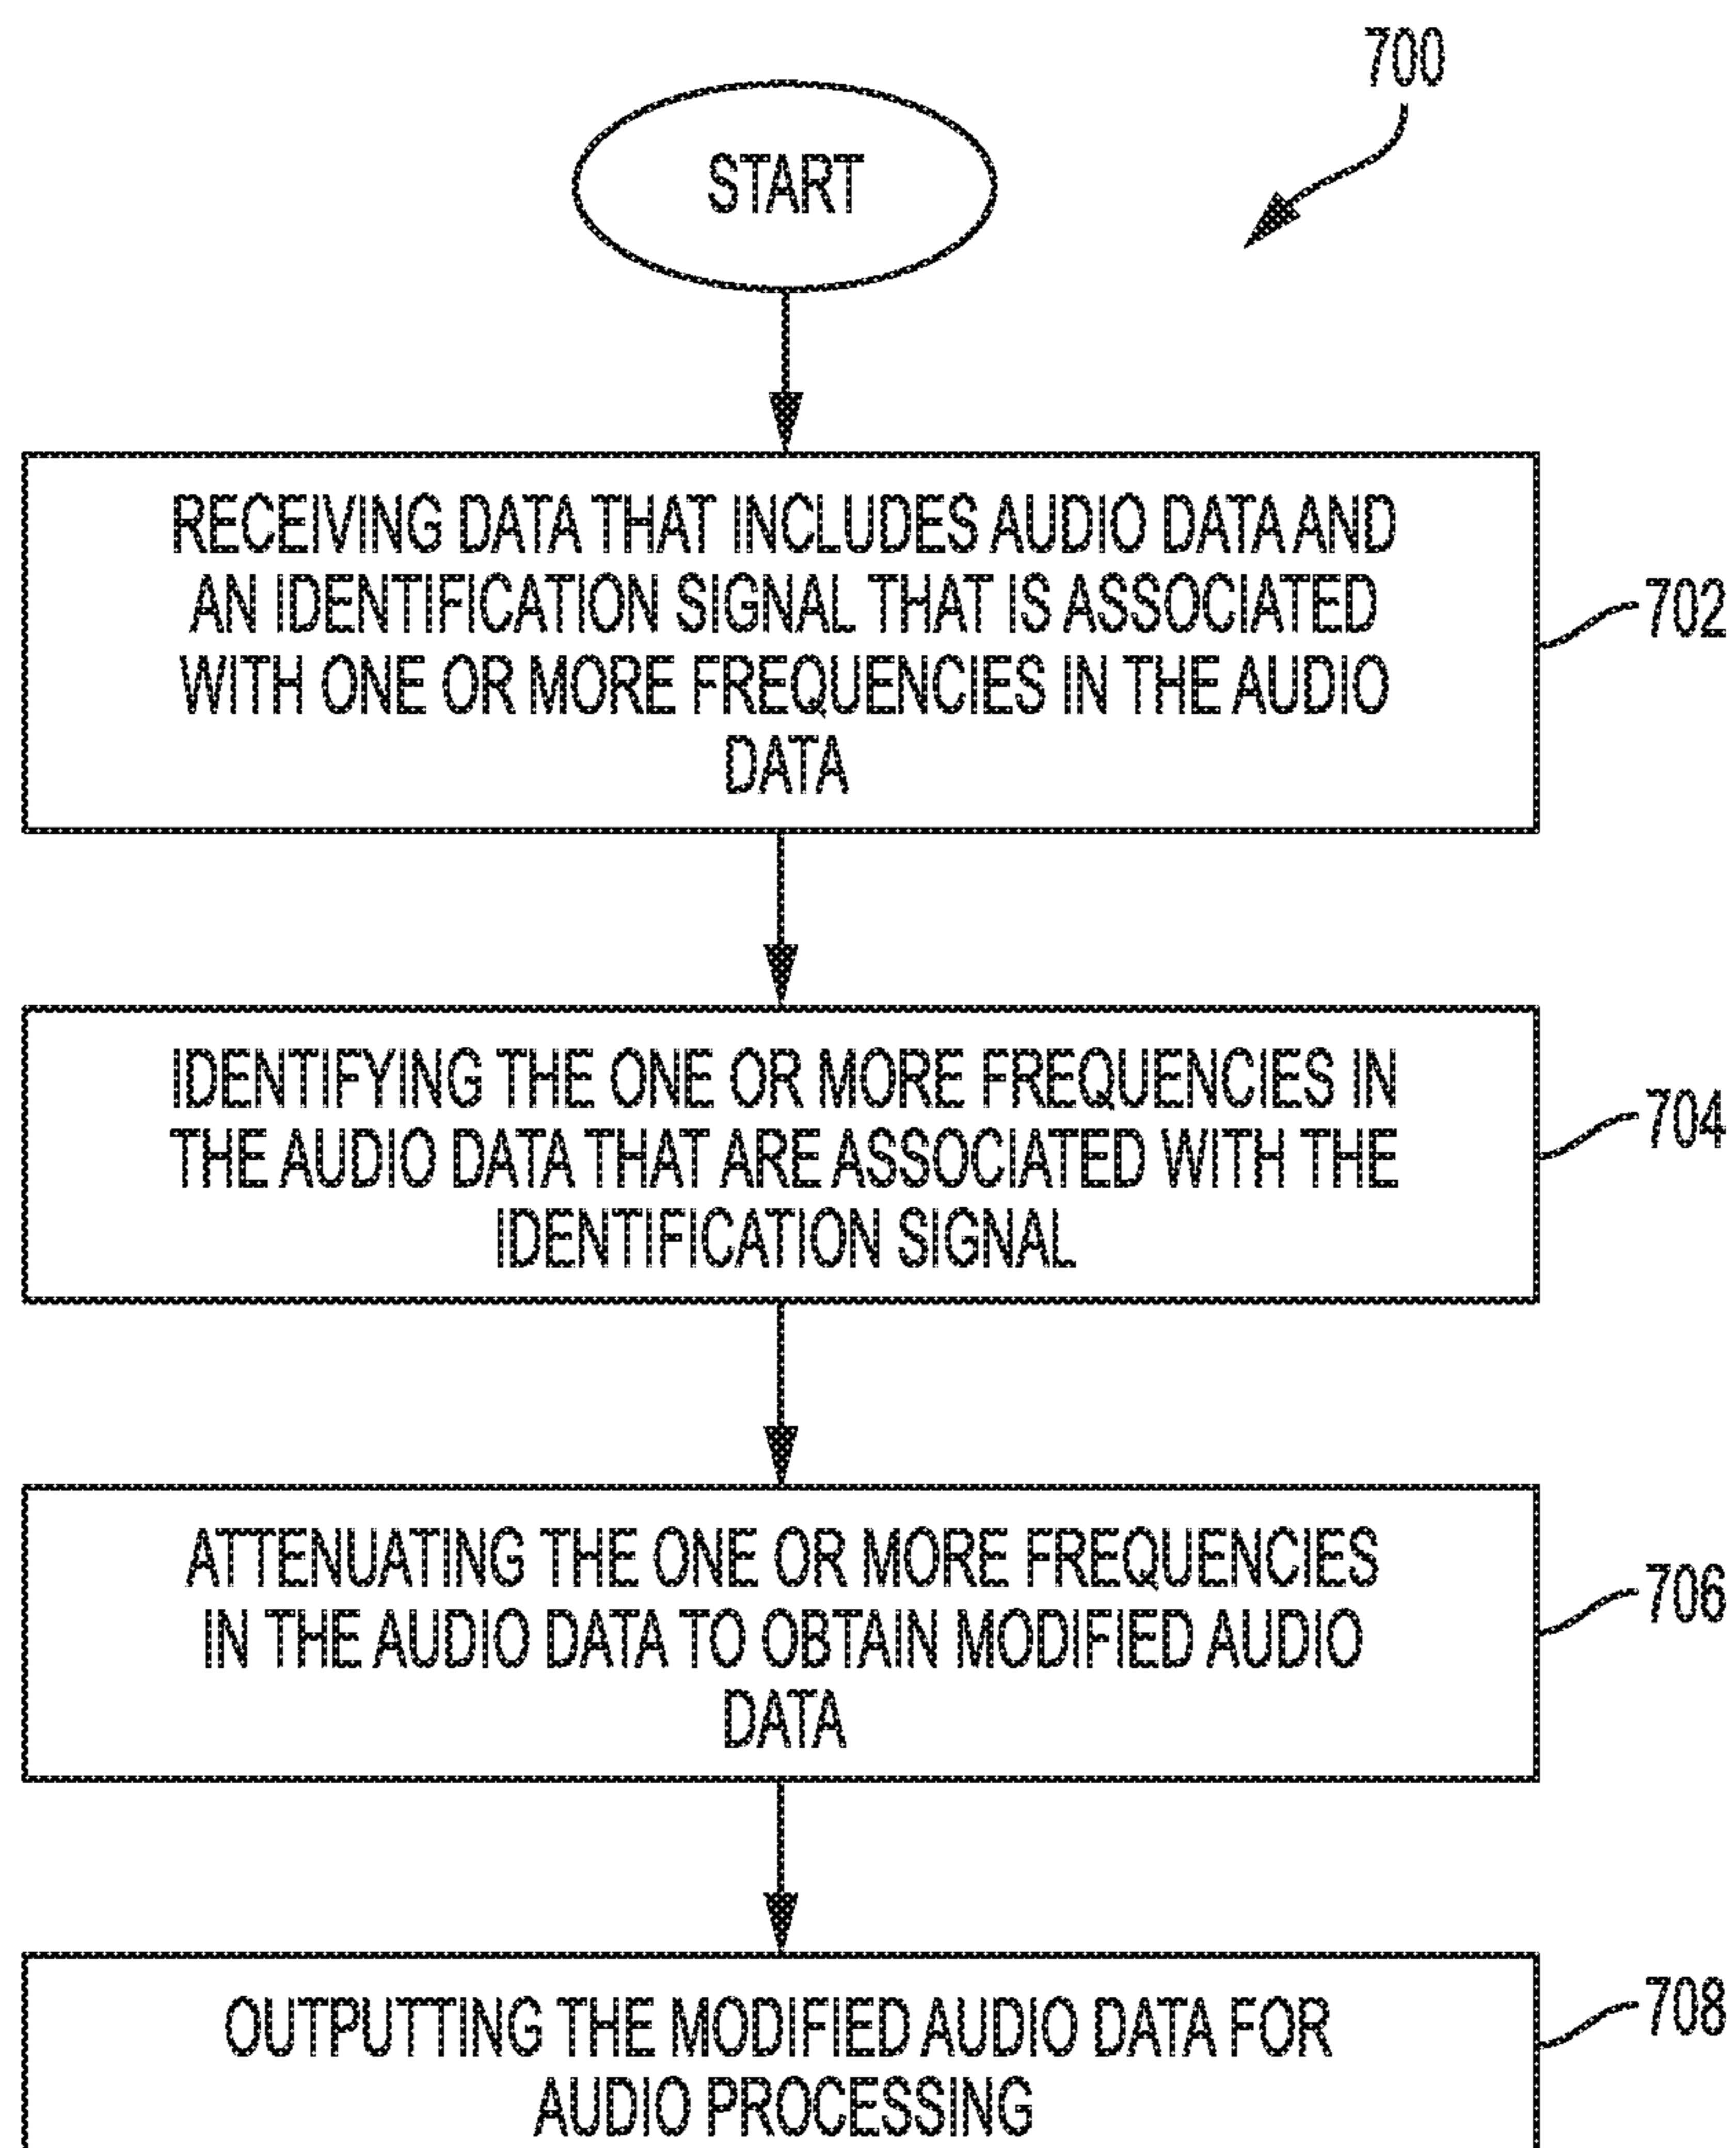 700
START
RECEIVING DATA THAT INCLUDES AUDIO DATA AND
AN IDENTIFICATION SIGNAL THAT IS ASSOCIATED
WITH ONE OR MORE FREQUENCIES IN THE AUDIO
DATA
702
IDENTIFYING THE ONE OR MORE FREQUENCIES IN
THE AUDIO DATA THAT ARE ASSOCIATED WITH THE
IDENTIFICATION SIGNAL
704
ATTENUATING THE ONE OR MORE FREQUENCIES
IN THE AUDIO DATA TO OBTAIN MODIFIED AUDIO
DATA
706
OUTPUTTING THE MODIFIED AUDIO DATA FOR
AUDIO PROCESSING
708